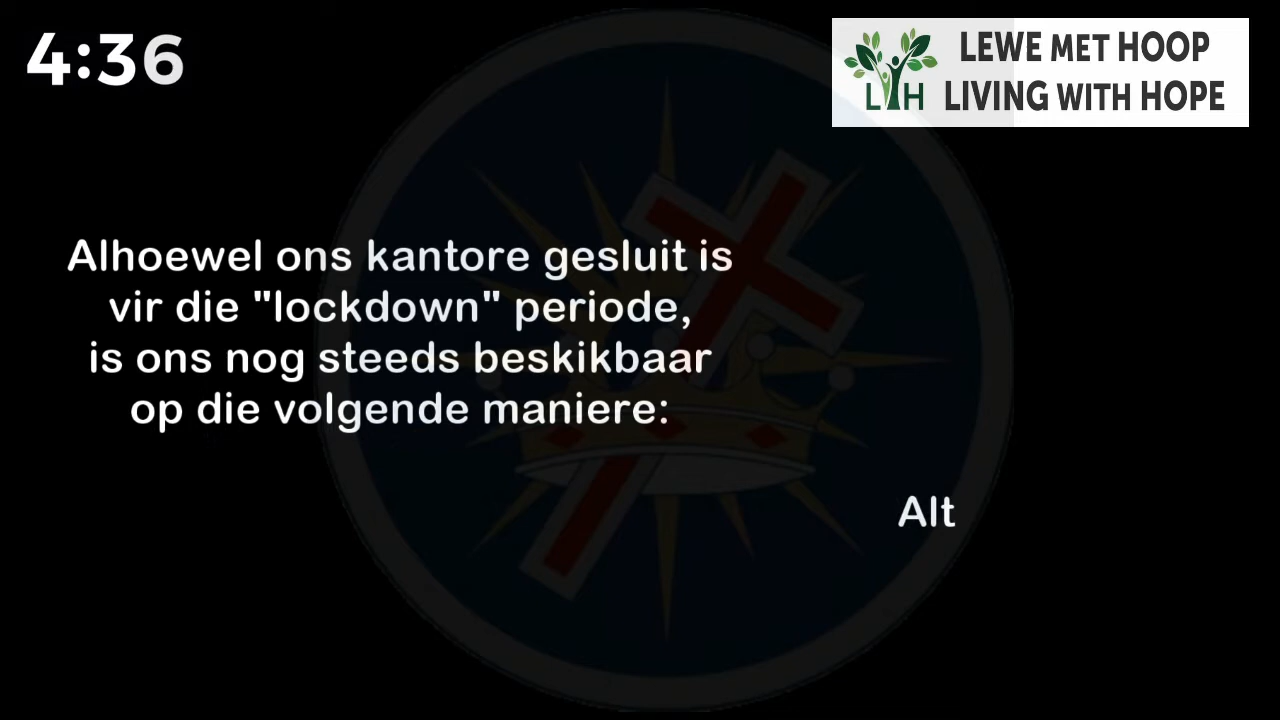 4:36
LEWE MET HOOP
LIVING WITH HOPE
LH
Alhoewel ons kantore gesluit is
vir die "lockdown" periode,
is ons nog steeds beskikbaar
op die volgende maniere:
Alt